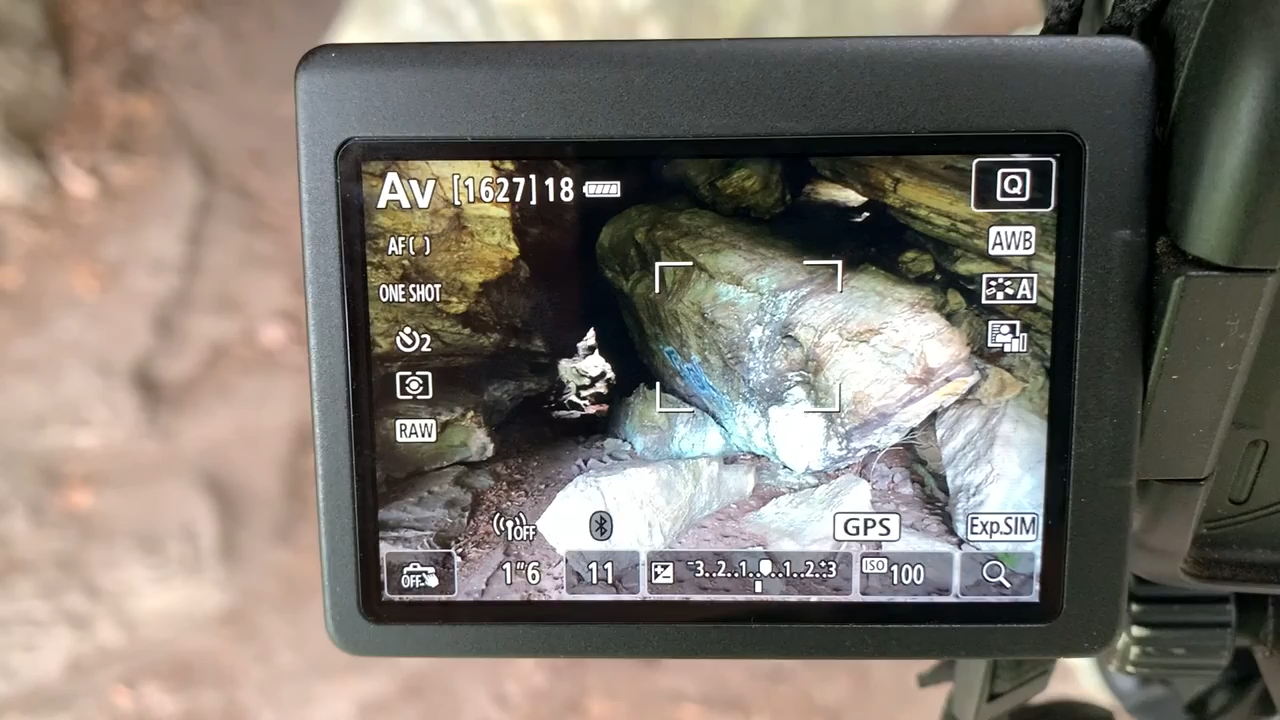 Av [1627] 18
Q
AF( )
AWB
ONE SHOT
A
2
RAW
OFF
GPS
Exp.SIM
OFF
1"6
11
-3..2..1..0..1..2..+3
ISO 100